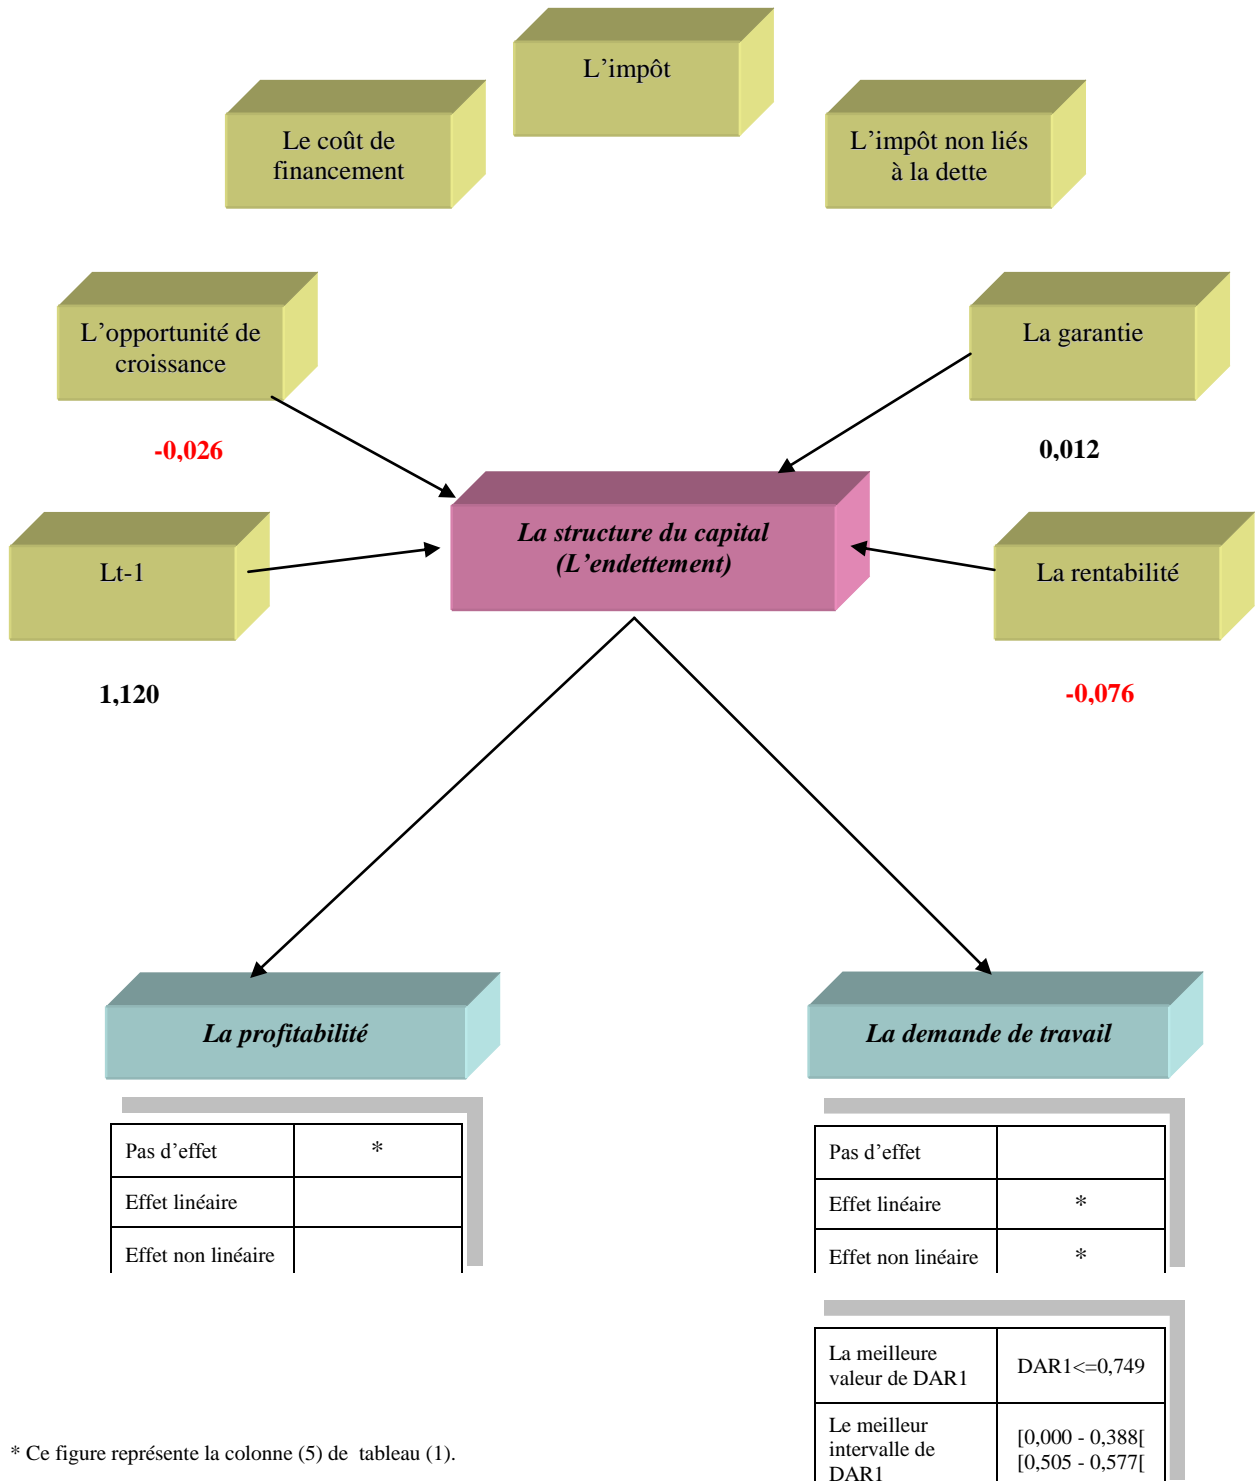 L’impôt
Le coût de
financement
L’impôt non liés
à la dette
L’opportunité de
croissance
La garantie
-0,026
0,012
La structure du capital
(L’endettement)
Lt-1
La rentabilité
1,120
-0,076
La profitabilité
La demande de travail
Pas d’effet *
Effet linéaire
Effet non linéaire
Pas d’effet
Effet linéaire *
Effet non linéaire *
La meilleure
valeur de DAR1
DAR1<=0,749
Le meilleur
intervalle de
DAR1
[0,000 - 0,388[
[0,505 - 0,577[
* Ce figure représente la colonne (5) de tableau (1).